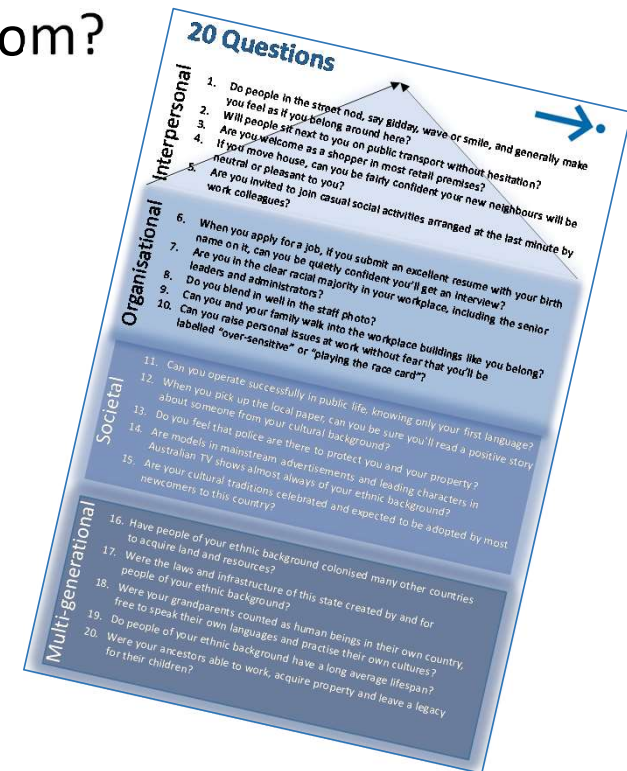 om?
20 Questions
Interpersonal
1. Do people in the street nod, say gidday, wave or smile, and generally make
you feel as if you belong around here?
2. Will people sit next to you on public transport without hesitation?
3. Are you welcome as a shopper in most retail premises?
4. If you move house, can you be fairly confident your new neighbours will be
neutral or pleasant to you?
5. Are you invited to join casual social activities arranged at the last minute by
work colleagues?
Organisational
6. When you apply for a job, if you submit an excellent resume with your birth
name on it, can you be quietly confident you'll get an interview?
7. Are you in the clear racial majority in your workplace, including the senior
leaders and administrators?
8. Do you blend in well in the staff photo?
9. Can you and your family walk into the workplace buildings like you belong?
10. Can you raise personal issues at work without fear that you'll be
labelled "over-sensitive" or "playing the race card"?
Societal
11. Can you operate successfully in public life, knowing only your first language?
12. When you pick up the local paper, can you be sure you'll read a positive story
about someone from your cultural background?
13. Do you feel that police are there to protect you and your property?
14. Are models in mainstream advertisements and leading characters in
Australian TV shows almost always of your ethnic background?
15. Are your cultural traditions celebrated and expected to be adopted by most
newcomers to this country?
Multi-generational
16. Have people of your ethnic background colonised many other countries
to acquire land and resources?
17. Were the laws and infrastructure of this state created by and for
people of your ethnic background?
18. Were your grandparents counted as human beings in their own country,
free to speak their own languages and practise their own cultures?
19. Do people of your ethnic background have a long average lifespan?
20. Were your ancestors able to work, acquire property and leave a legacy
for their children?